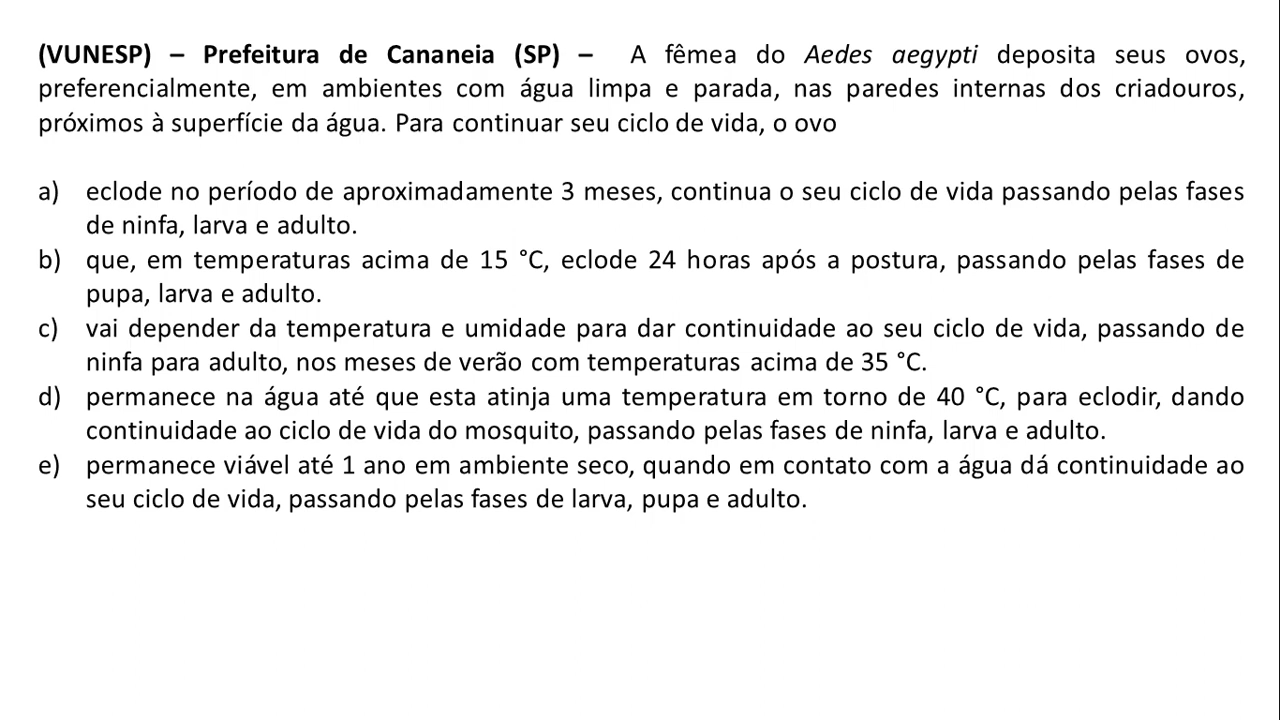 (VUNESP) – Prefeitura de Cananeia (SP) – A fêmea do Aedes aegypti deposita seus ovos,
preferencialmente, em ambientes com água limpa e parada, nas paredes internas dos criadouros,
próximos à superfície da água. Para continuar seu ciclo de vida, o ovo
a) eclode no período de aproximadamente 3 meses, continua o seu ciclo de vida passando pelas fases
de ninfa, larva e adulto.
b) que, em temperaturas acima de 15 °C, eclode 24 horas após a postura, passando pelas fases de
pupa, larva e adulto.
c) vai depender da temperatura e umidade para dar continuidade ao seu ciclo de vida, passando de
ninfa para adulto, nos meses de verão com temperaturas acima de 35 °C.
d) permanece na água até que esta atinja uma temperatura em torno de 40 °C, para eclodir, dando
continuidade ao ciclo de vida do mosquito, passando pelas fases de ninfa, larva e adulto.
e) permanece viável até 1 ano em ambiente seco, quando em contato com a água dá continuidade ao
seu ciclo de vida, passando pelas fases de larva, pupa e adulto.